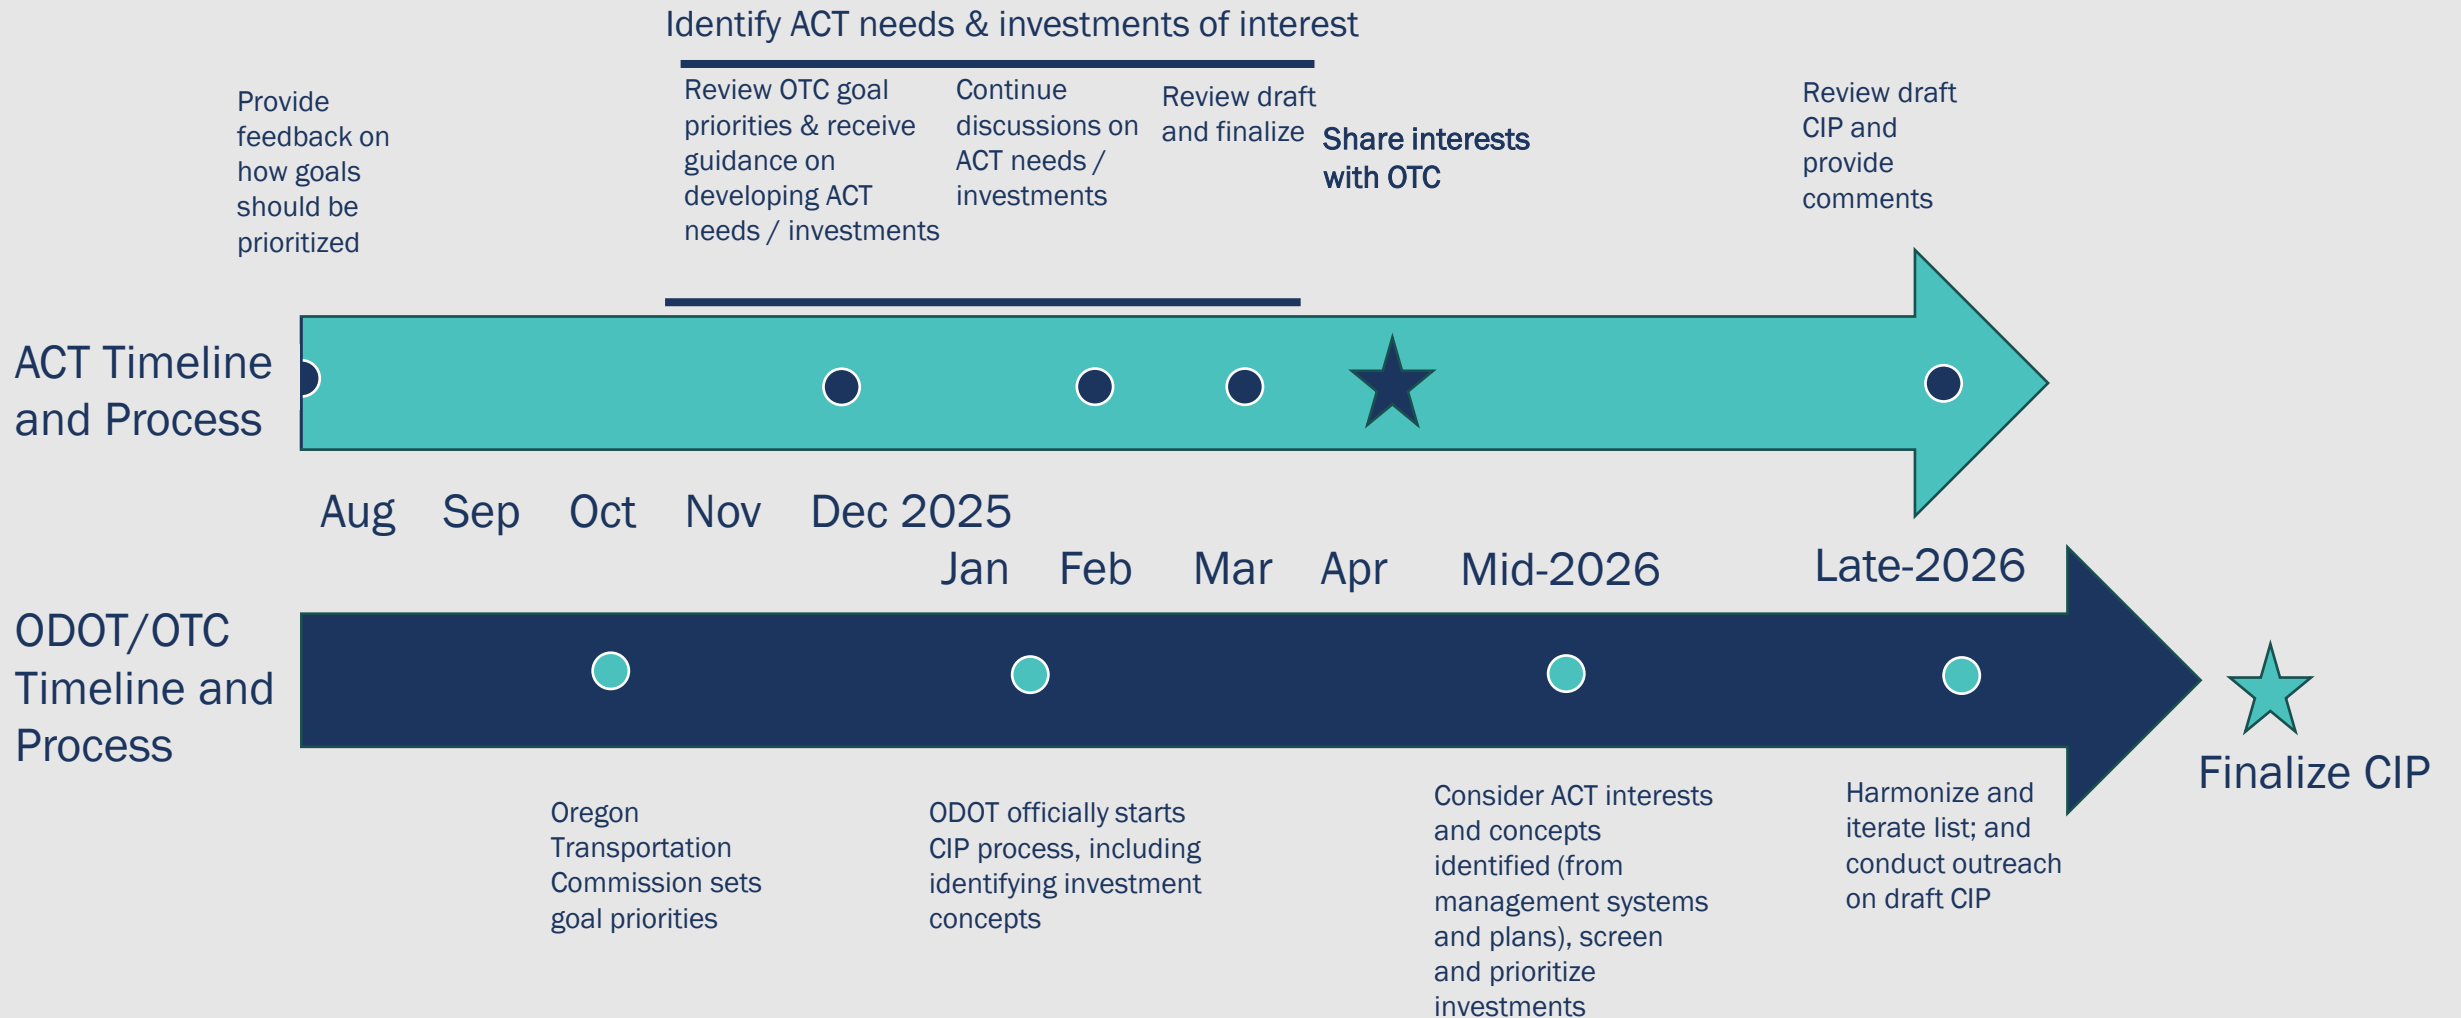 Identify ACT needs & investments of interest
Provide
feedback on
how goals
should be
prioritized
Review OTC goal
priorities & receive
guidance on
developing ACT
needs / investments
Continue
discussions on
ACT needs /
investments
Review draft
and finalize
Share interests
with OTC
Review draft
CIP and
provide
comments
ACT Timeline
and Process
Aug Sep Oct Nov Dec 2025
Jan Feb Mar Apr Mid-2026 Late-2026
ODOT/OTC
Timeline and
Process
Finalize CIP
Oregon
Transportation
Commission sets
goal priorities
ODOT officially starts
CIP process, including
identifying investment
concepts
Consider ACT interests
and concepts
identified (from
management systems
and plans), screen
and prioritize
investments
Harmonize and
iterate list; and
conduct outreach
on draft CIP